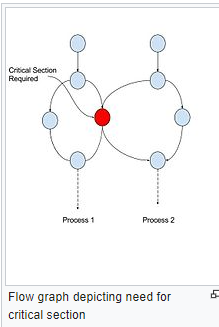 Critical Section
Required
Process 1
Process 2
Flow graph depicting need for
critical section